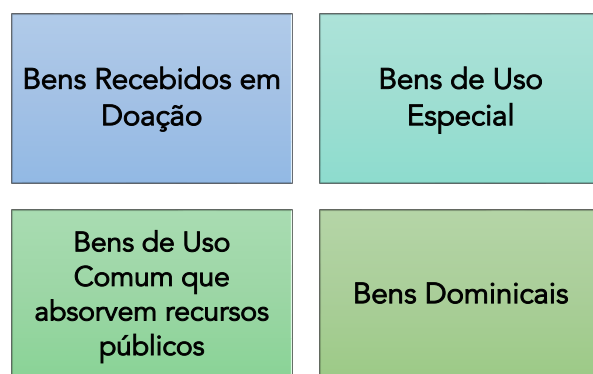 Bens Recebidos em
Doação
Bens de Uso
Especial
Bens de Uso
Comum que
absorvem recursos
públicos
Bens Dominicais